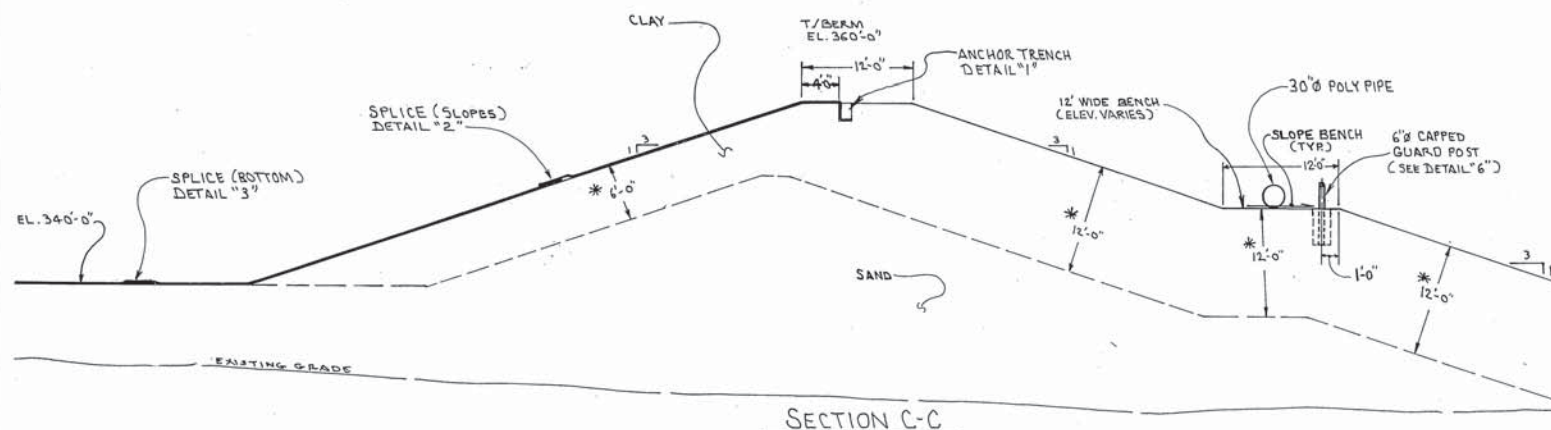 CLAY
T/BERM
EL. 360'-0"
12'-0"
4'0"
ANCHOR TRENCH
DETAIL "1"
30"Ø POLY PIPE
12' WIDE BENCH
(ELEV. VARIES)
SLOPE BENCH
(TYP.)
6"Ø CAPPED
GUARD POST
(SEE DETAIL "6")
12'0"
SPLICE (SLOPES)
DETAIL "2"
3
1
3
1
SPLICE (BOTTOM)
DETAIL "3"
* 6'-0"
EL. 340'-0"
* 12'-0"
* 12'-0"
1'-0"
3
1
* 12'-0"
SAND
EXISTING GRADE
SECTION C-C